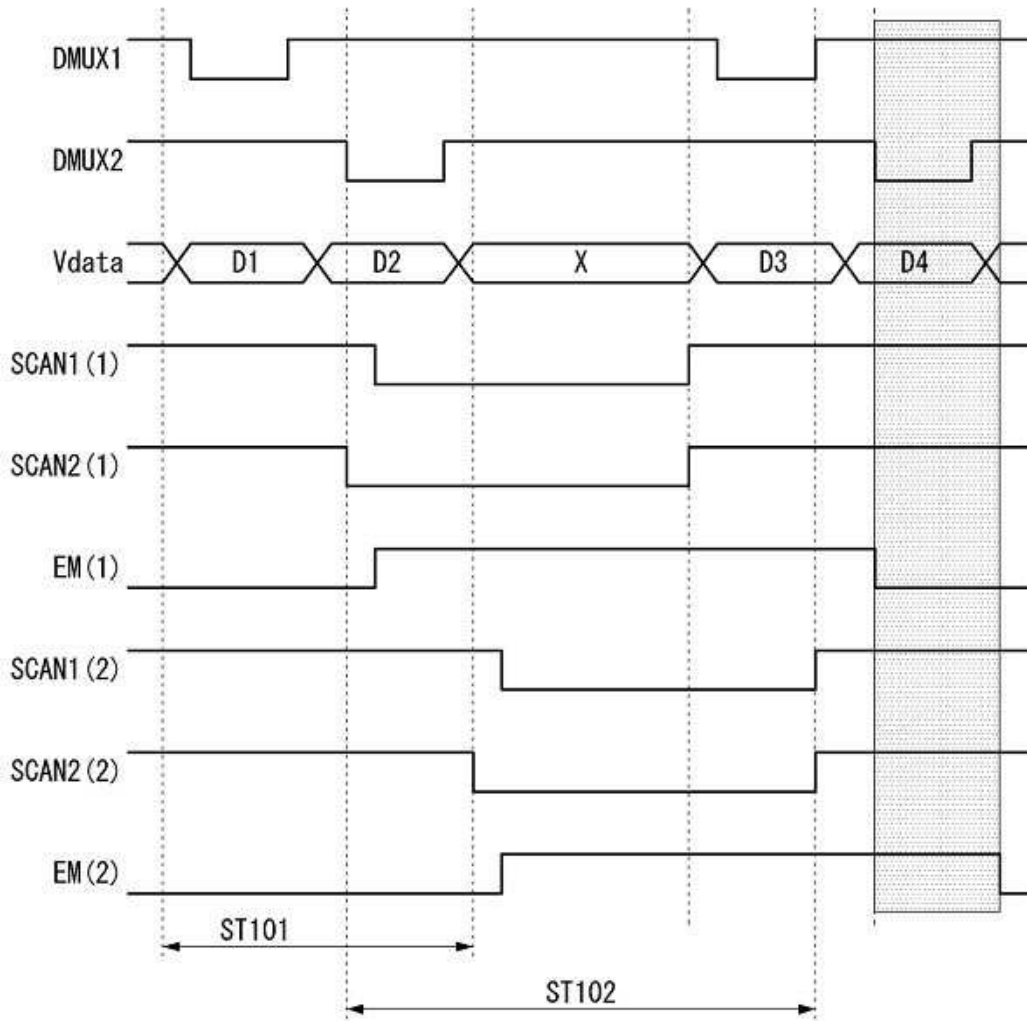 DMUX1
DMUX2
Vdata D1 D2 X D3 D4
SCAN1(1)
SCAN2(1)
EM(1)
SCAN1(2)
SCAN2(2)
EM(2)
ST101
ST102